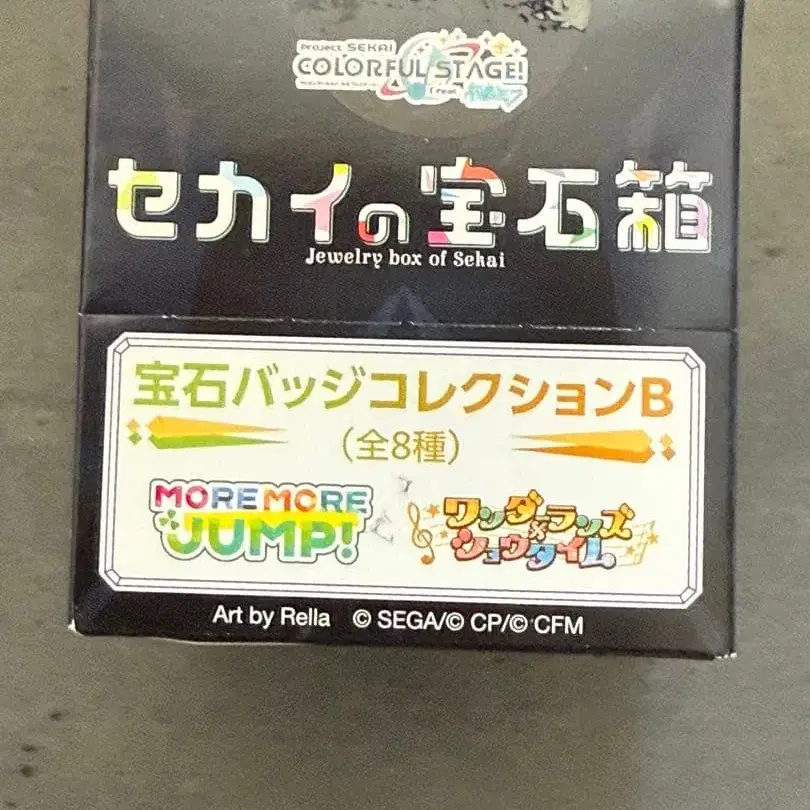 Project SEKAI
COLORFUL STAGE!
feat.
セカイの宝石箱
Jewelry box of Sekai
宝石バッジコレクションB
(全8種)
MORE MORE
JUMP!
ワンダーランズ
×
ショウタイム
Art by Rella © SEGA/© CP/© CFM